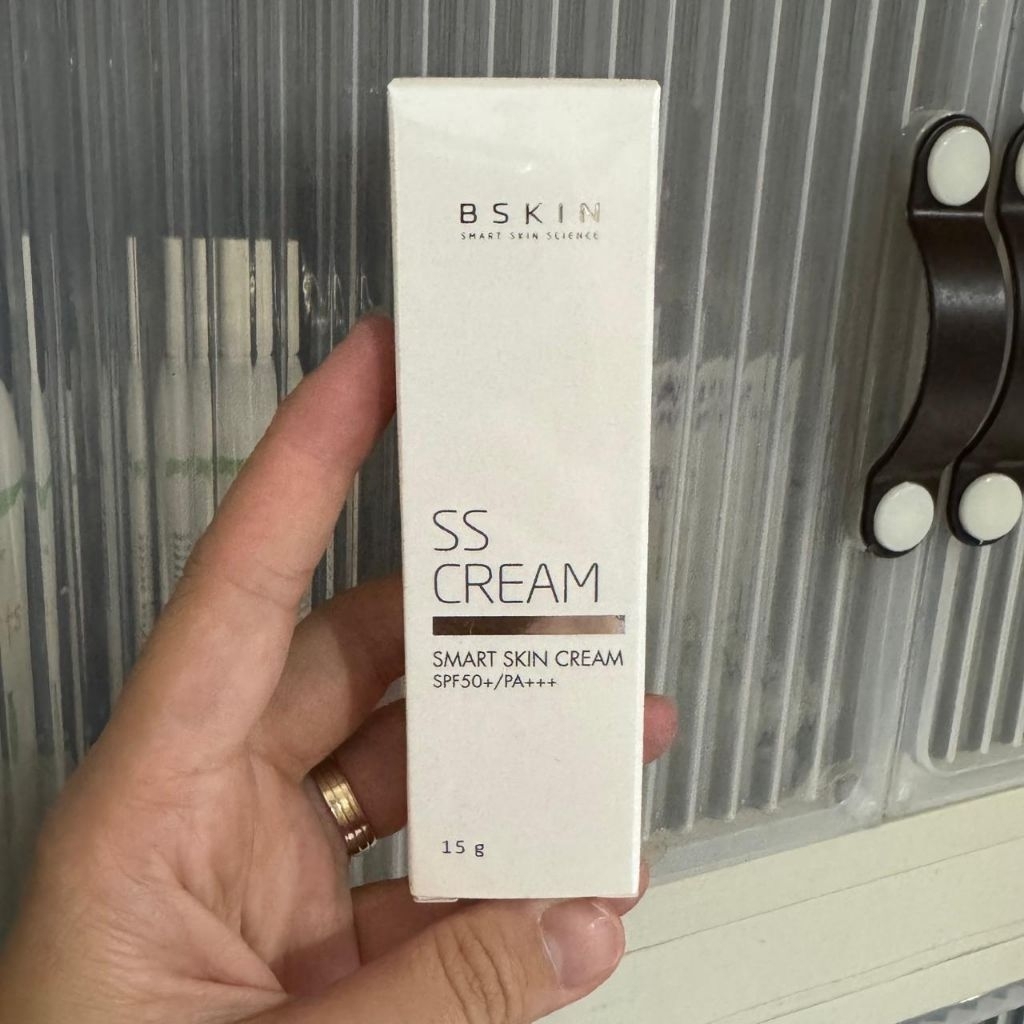 BSKIN
SMART SKIN SCIENCE
SS
CREAM
SMART SKIN CREAM
SPF50+/PA+++
15 g